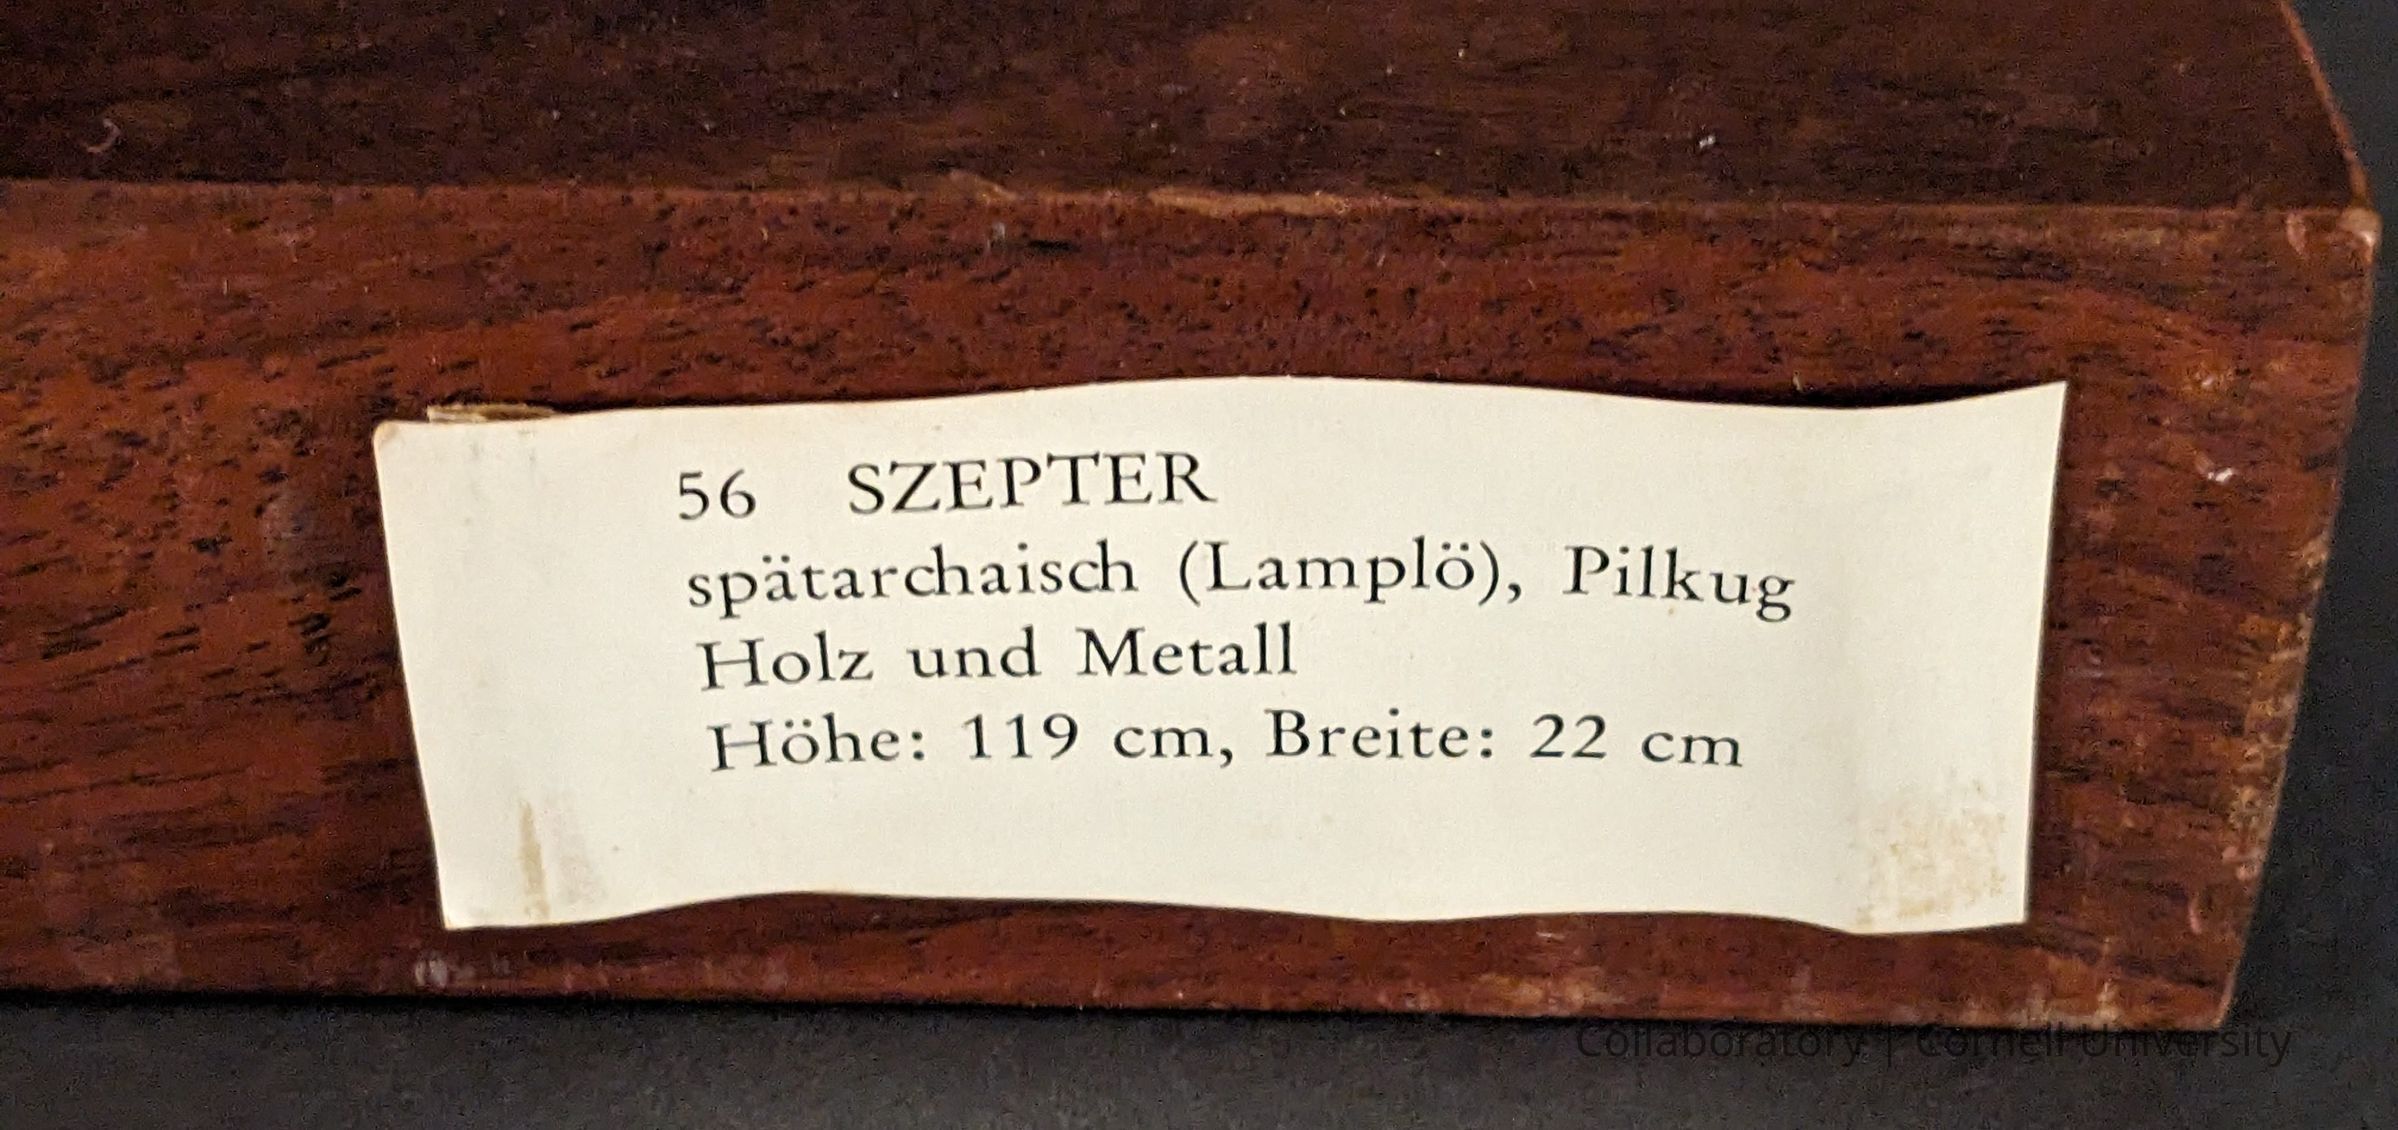 56 SZEPTER
spätarchaisch (Lamplö), Pilkug
Holz und Metall
Höhe: 119 cm, Breite: 22 cm
Collaboratory | Cornell University